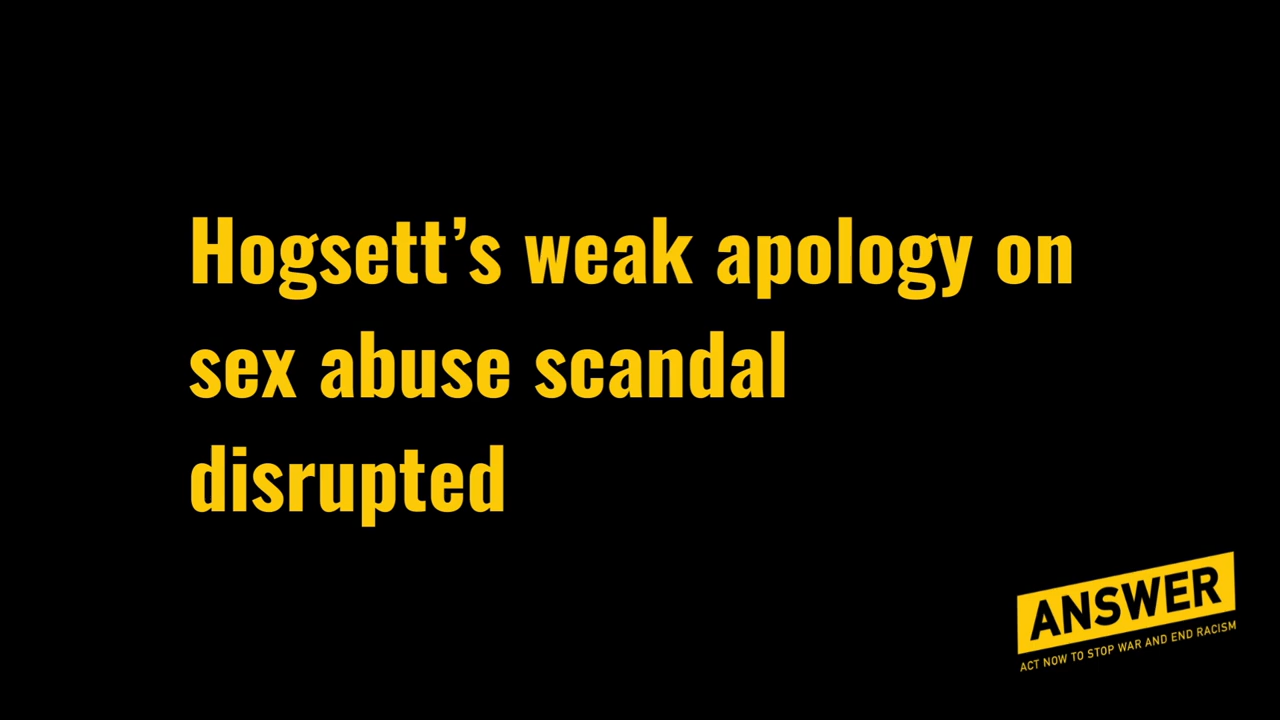 Hogsett’s weak apology on
sex abuse scandal
disrupted
ANSWER
ACT NOW TO STOP WAR AND END RACISM